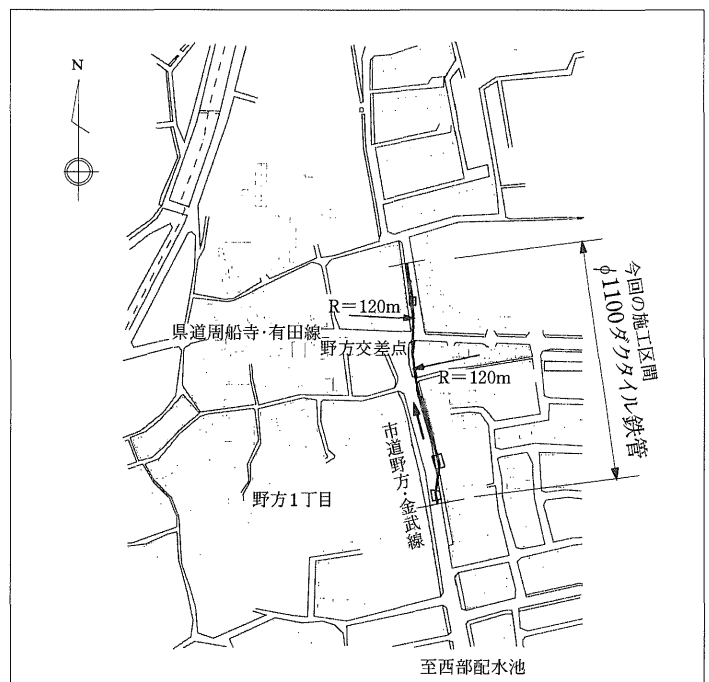 N
R=120m
県道周船寺・有田線
野方交差点
R=120m
今回の施工区間
φ1100ダクタイル鉄管
市道野方・金武線
野方1丁目
至西部配水池